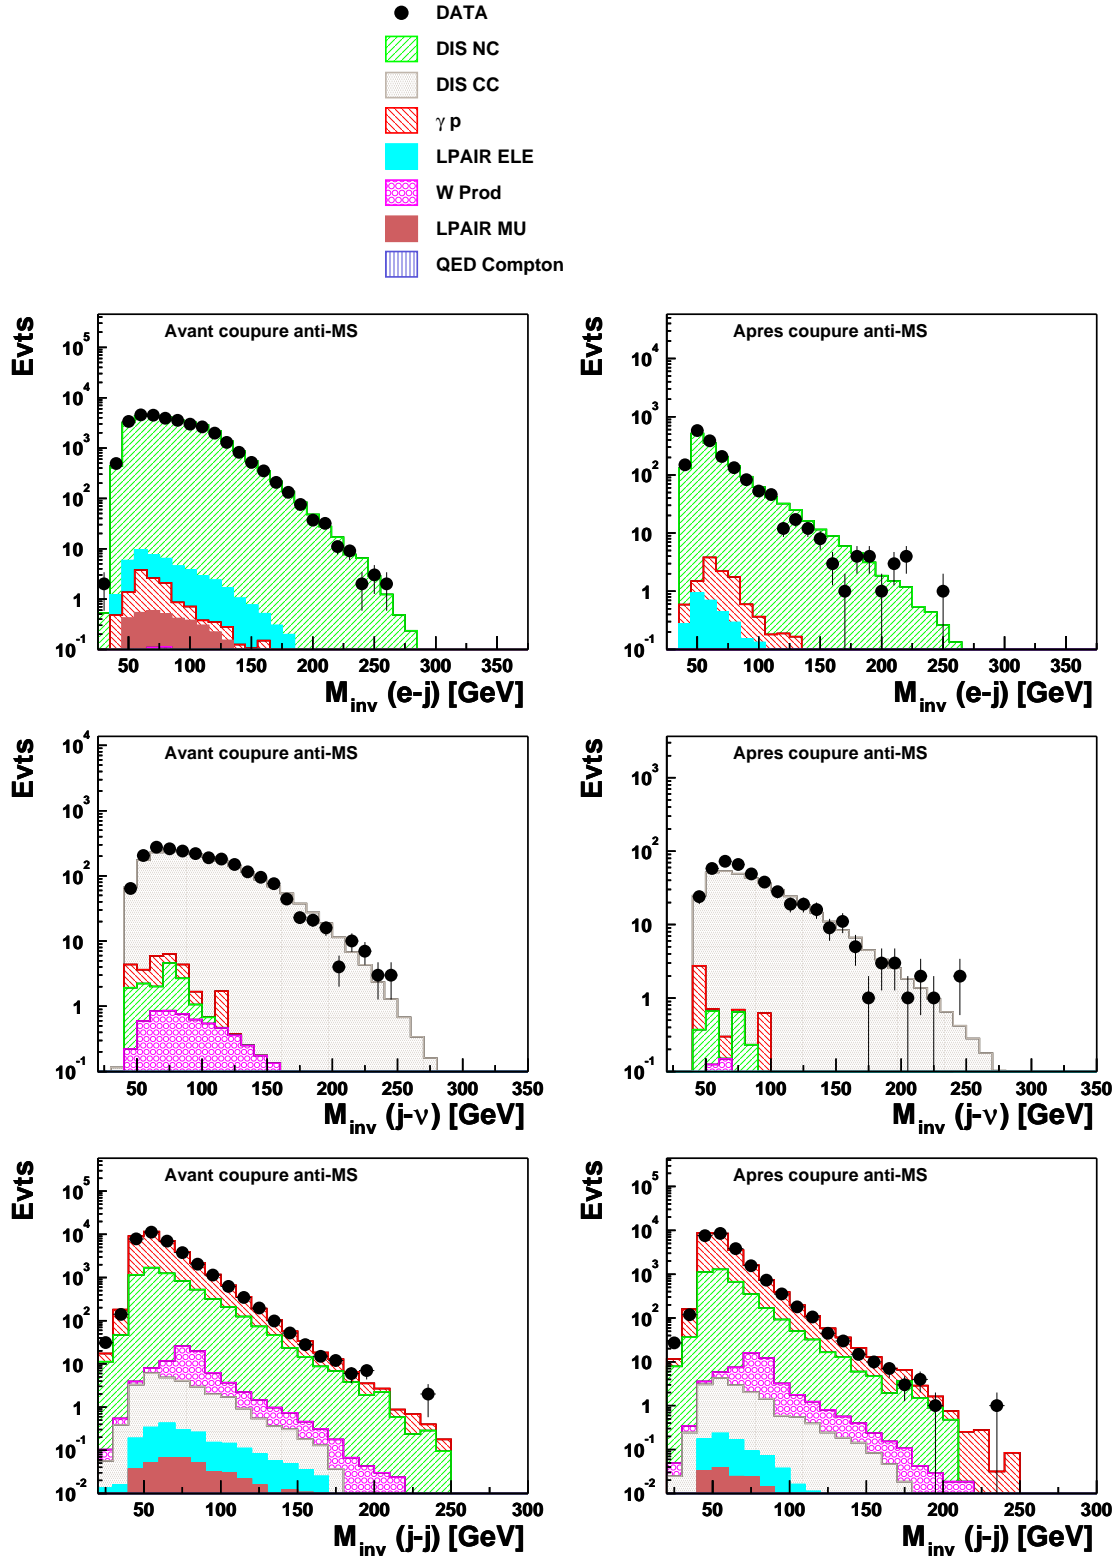 DATA
DIS NC
DIS CC
γ p
LPAIR ELE
W Prod
LPAIR MU
QED Compton
Evts
Avant coupure anti-MS
10^5
10^4
10^3
10^2
10
1
10^-1
50 100 150 200 250 300 350
M_inv (e-j) [GeV]
Evts
Apres coupure anti-MS
10^4
10^3
10^2
10
1
10^-1
50 100 150 200 250 300 350
M_inv (e-j) [GeV]
Evts
Avant coupure anti-MS
10^4
10^3
10^2
10
1
10^-1
50 100 150 200 250 300 350
M_inv (j-ν) [GeV]
Evts
Apres coupure anti-MS
10^3
10^2
10
1
10^-1
50 100 150 200 250 300 350
M_inv (j-ν) [GeV]
Evts
Avant coupure anti-MS
10^5
10^4
10^3
10^2
10
1
10^-1
10^-2
50 100 150 200 250 300
M_inv (j-j) [GeV]
Evts
Apres coupure anti-MS
10^5
10^4
10^3
10^2
10
1
10^-1
10^-2
50 100 150 200 250 300
M_inv (j-j) [GeV]